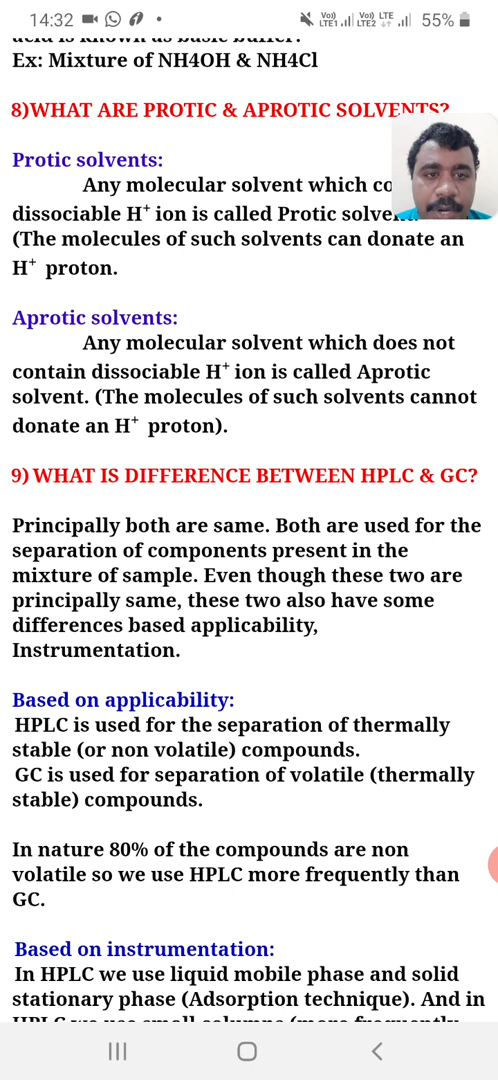 14:32 Vo) LTE1 Vo) LTE2 LTE 55%
Ex: Mixture of NH4OH & NH4Cl
8)WHAT ARE PROTIC & APROTIC SOLVENTS?
Protic solvents:
Any molecular solvent which
dissociable H⁺ ion is called Protic
(The molecules of such solvents can donate an
H⁺ proton.
Aprotic solvents:
Any molecular solvent which does not
contain dissociable H⁺ ion is called Aprotic
solvent. (The molecules of such solvents cannot
donate an H⁺ proton).
9) WHAT IS DIFFERENCE BETWEEN HPLC & GC?
Principally both are same. Both are used for the
separation of components present in the
mixture of sample. Even though these two are
principally same, these two also have some
differences based applicability,
Instrumentation.
Based on applicability:
HPLC is used for the separation of thermally
stable (or non volatile) compounds.
GC is used for separation of volatile (thermally
stable) compounds.
In nature 80% of the compounds are non
volatile so we use HPLC more frequently than
GC.
Based on instrumentation:
In HPLC we use liquid mobile phase and solid
stationary phase (Adsorption technique). And in